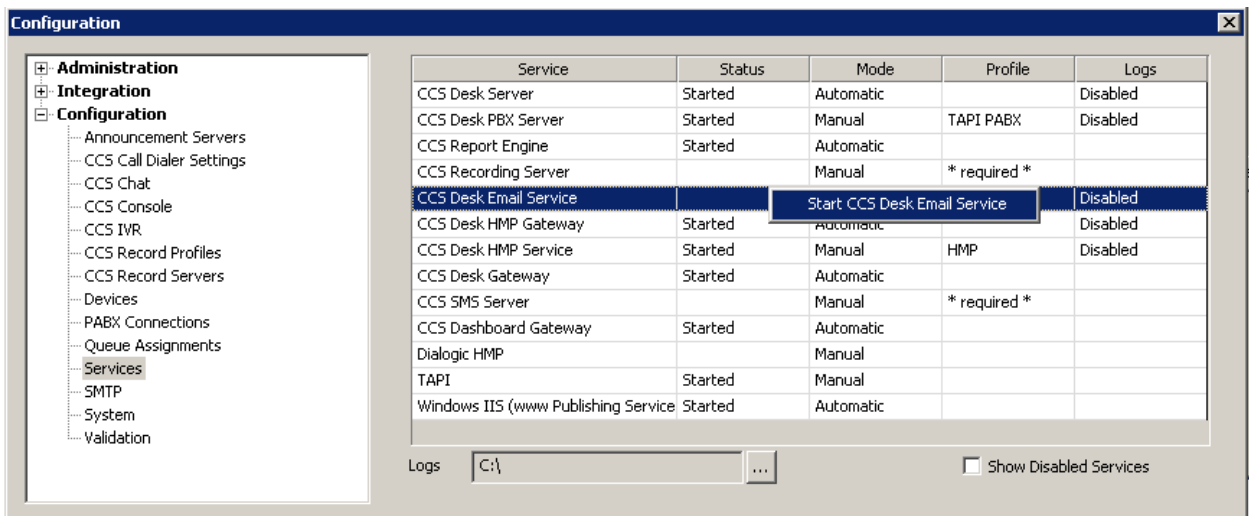 Configuration
Administration
Integration
Configuration
Announcement Servers
CCS Call Dialer Settings
CCS Chat
CCS Console
CCS IVR
CCS Record Profiles
CCS Record Servers
Devices
PABX Connections
Queue Assignments
Services
SMTP
System
Validation
Service Status Mode Profile Logs
CCS Desk Server Started Automatic Disabled
CCS Desk PBX Server Started Manual TAPI PABX Disabled
CCS Report Engine Started Automatic
CCS Recording Server Manual * required *
CCS Desk Email Service Start CCS Desk Email Service Disabled
CCS Desk HMP Gateway Started Automatic Disabled
CCS Desk HMP Service Started Manual HMP Disabled
CCS Desk Gateway Started Automatic
CCS SMS Server Manual * required *
CCS Dashboard Gateway Started Automatic
Dialogic HMP Manual
TAPI Started Manual
Windows IIS (www Publishing Service Started Automatic
Logs C:\ ... Show Disabled Services